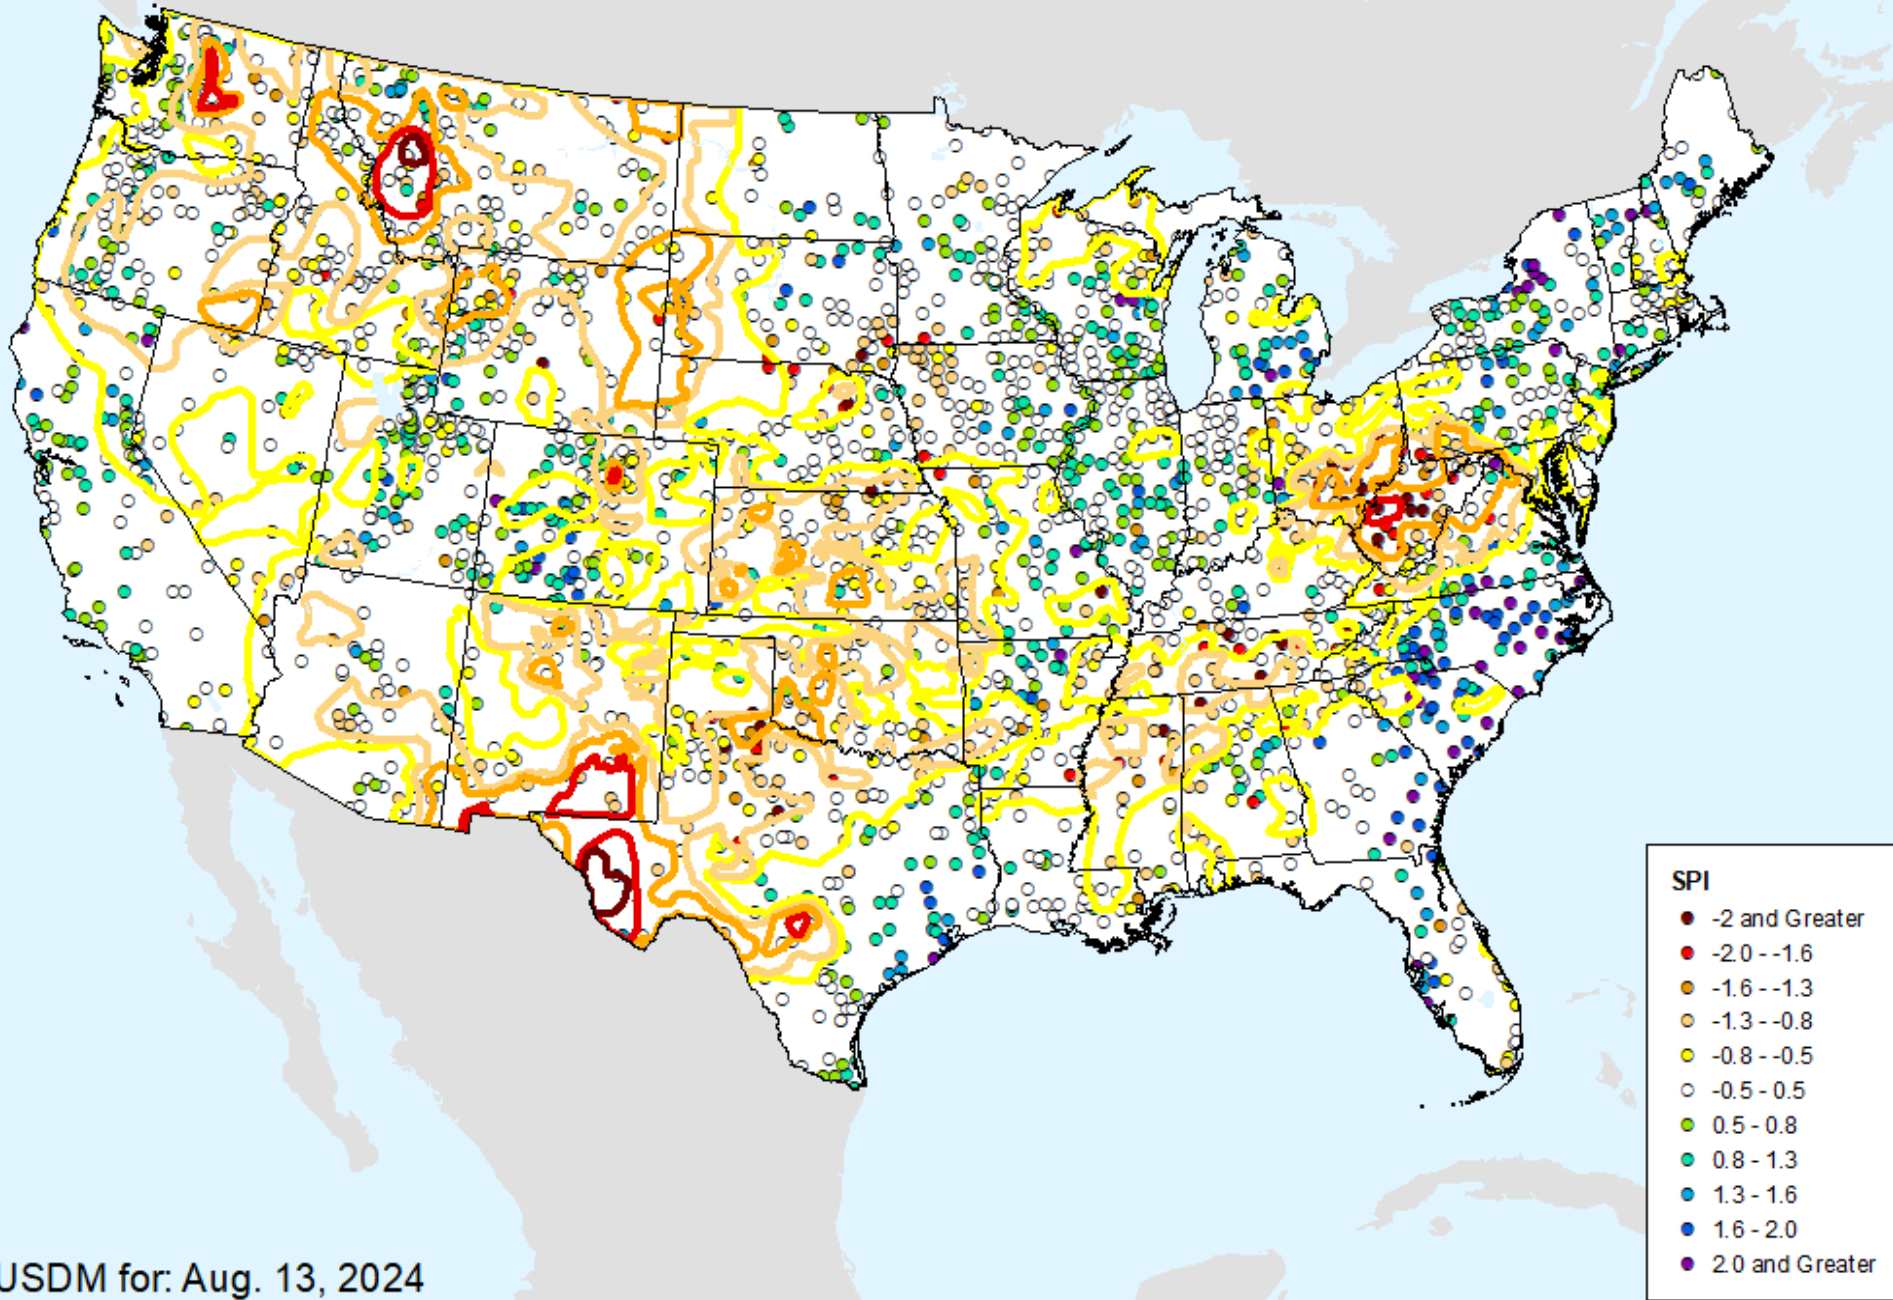 SPI
-2 and Greater
-2.0 - -1.6
-1.6 - -1.3
-1.3 - -0.8
-0.8 - -0.5
-0.5 - 0.5
0.5 - 0.8
0.8 - 1.3
1.3 - 1.6
1.6 - 2.0
2.0 and Greater
USDM for: Aug. 13, 2024